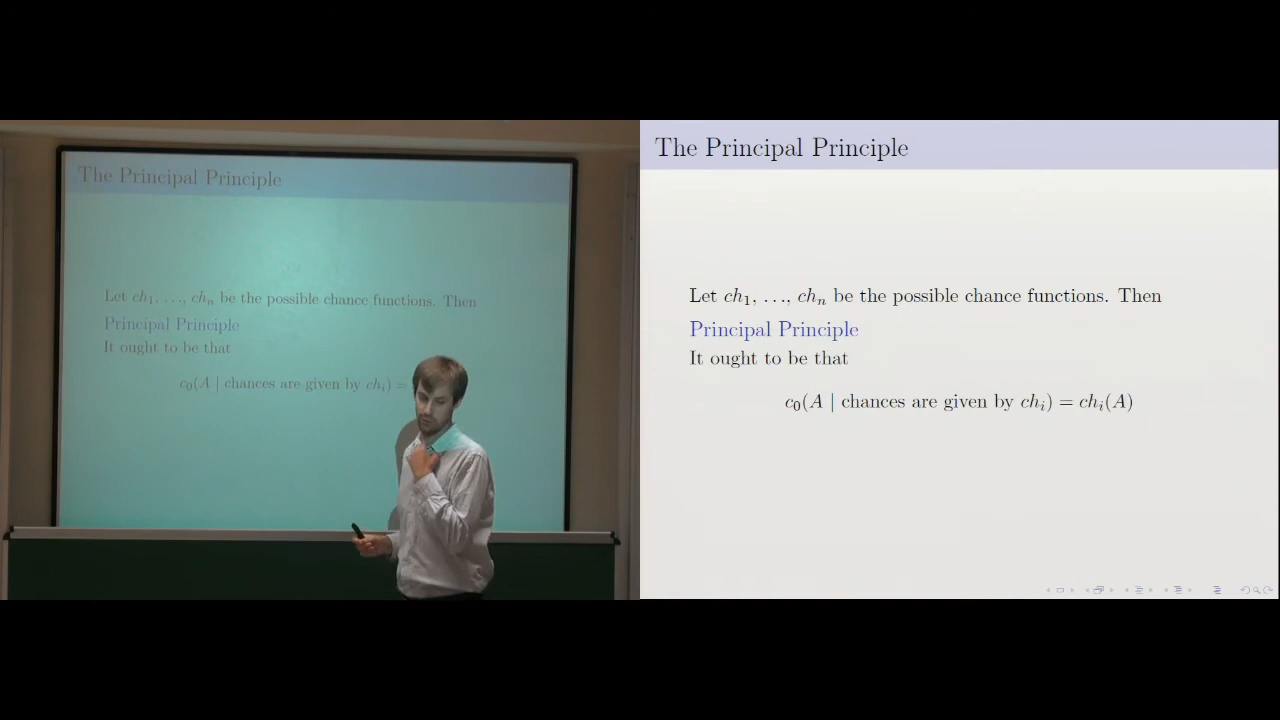 The Principal Principle
Let ch₁, ..., chₙ be the possible chance functions. Then
Principal Principle
It ought to be that
c₀(A | chances are given by chᵢ) =
The Principal Principle
Let ch₁, ..., chₙ be the possible chance functions. Then
Principal Principle
It ought to be that
c₀(A | chances are given by chᵢ) = chᵢ(A)